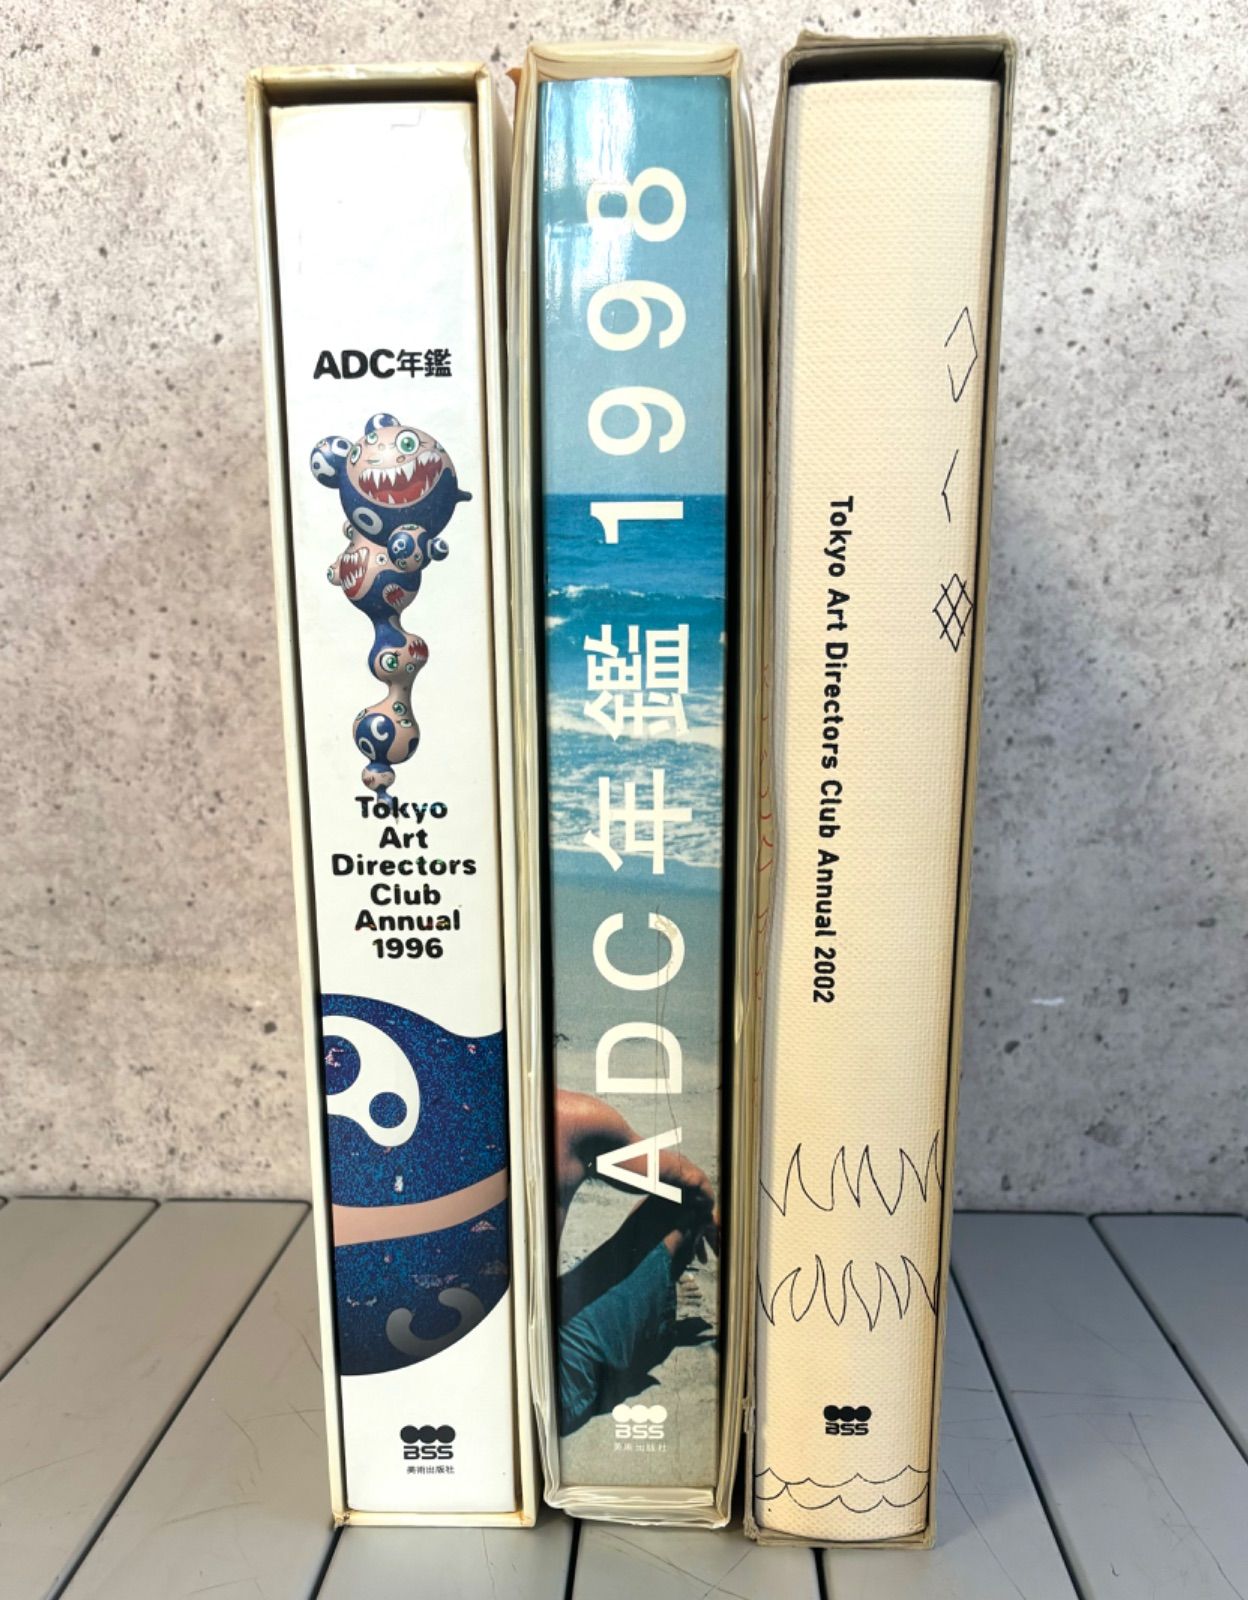 ADC年鑑
Tokyo
Art
Directors
Club
Annual
1996
BSS
美術出版社
ADC年鑑1998
BSS
美術出版社
Tokyo Art Directors Club Annual 2002
BSS